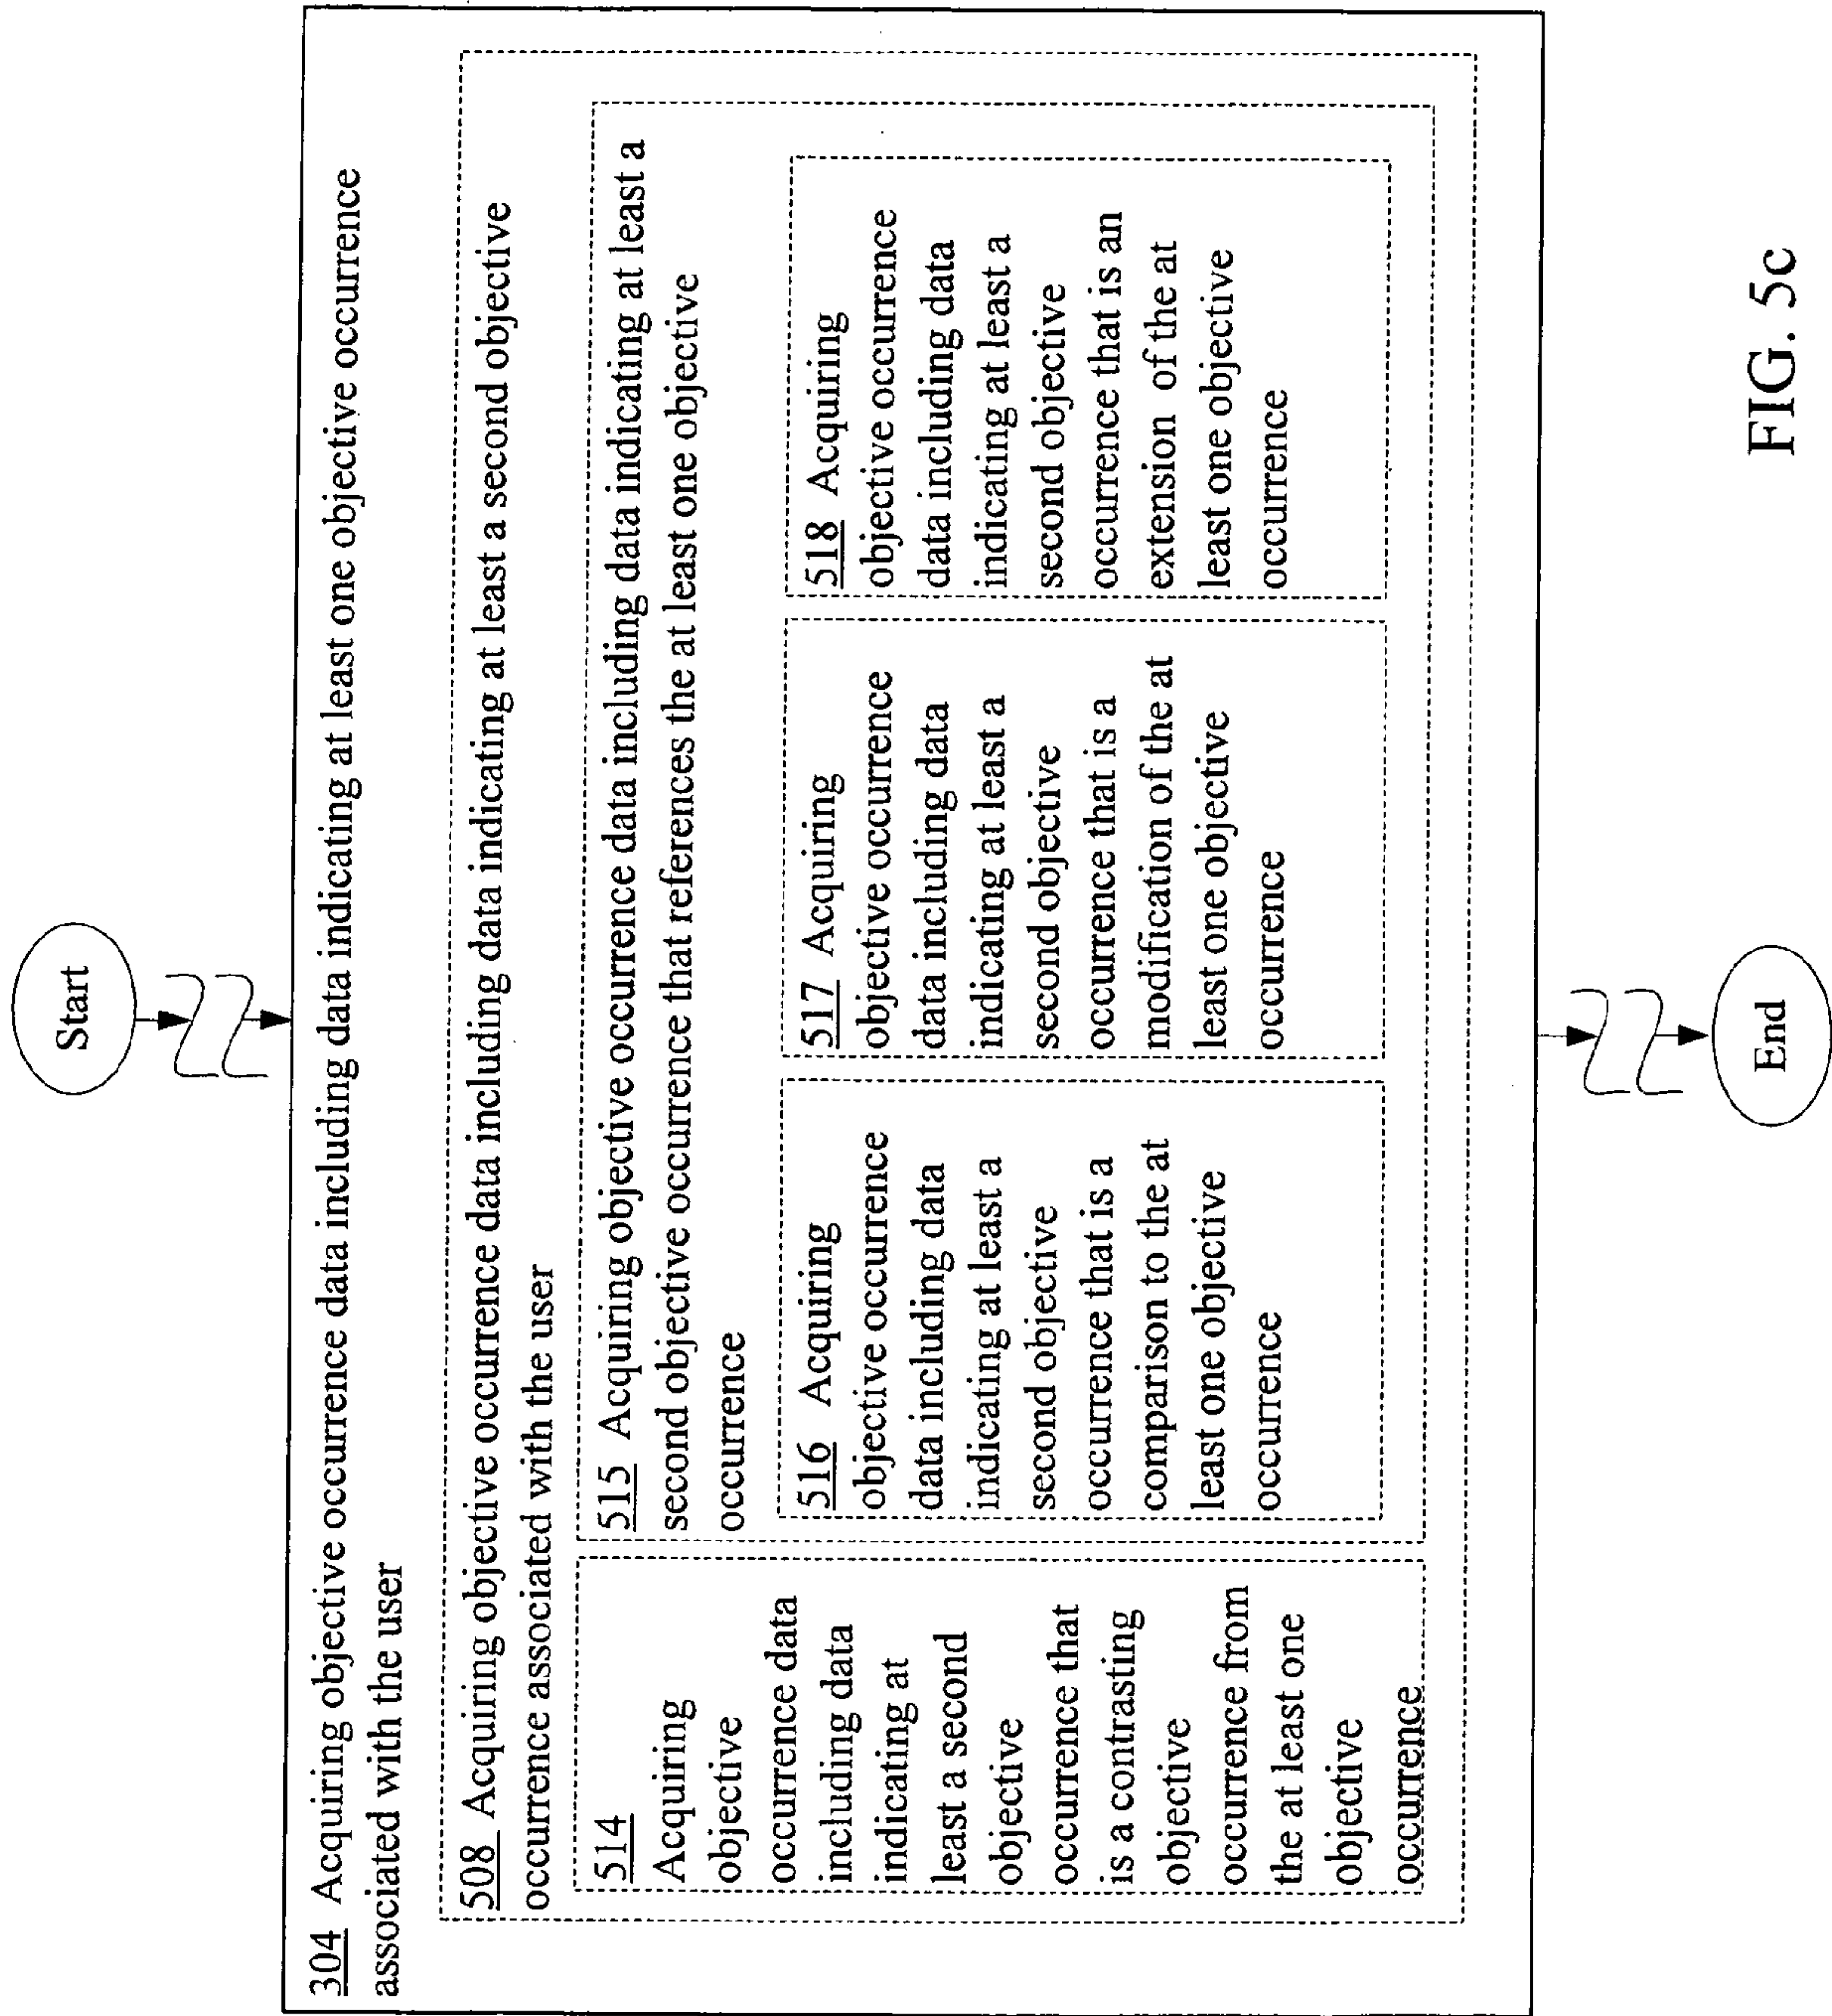 Start
304 Acquiring objective occurrence data including data indicating at least one objective occurrence
associated with the user
508 Acquiring objective occurrence data including data indicating at least a second objective
occurrence associated with the user
514
Acquiring
objective
occurrence data
including data
indicating at
least a second
objective
occurrence that
is a contrasting
objective
occurrence from
the at least one
objective
occurrence
515 Acquiring objective occurrence data including data indicating at least a
second objective occurrence that references the at least one objective
occurrence
516 Acquiring
objective occurrence
data including data
indicating at least a
second objective
occurrence that is a
comparison to the at
least one objective
occurrence
517 Acquiring
objective occurrence
data including data
indicating at least a
second objective
occurrence that is a
modification of the at
least one objective
occurrence
518 Acquiring
objective occurrence
data including data
indicating at least a
second objective
occurrence that is an
extension of the at
least one objective
occurrence
End
FIG. 5c